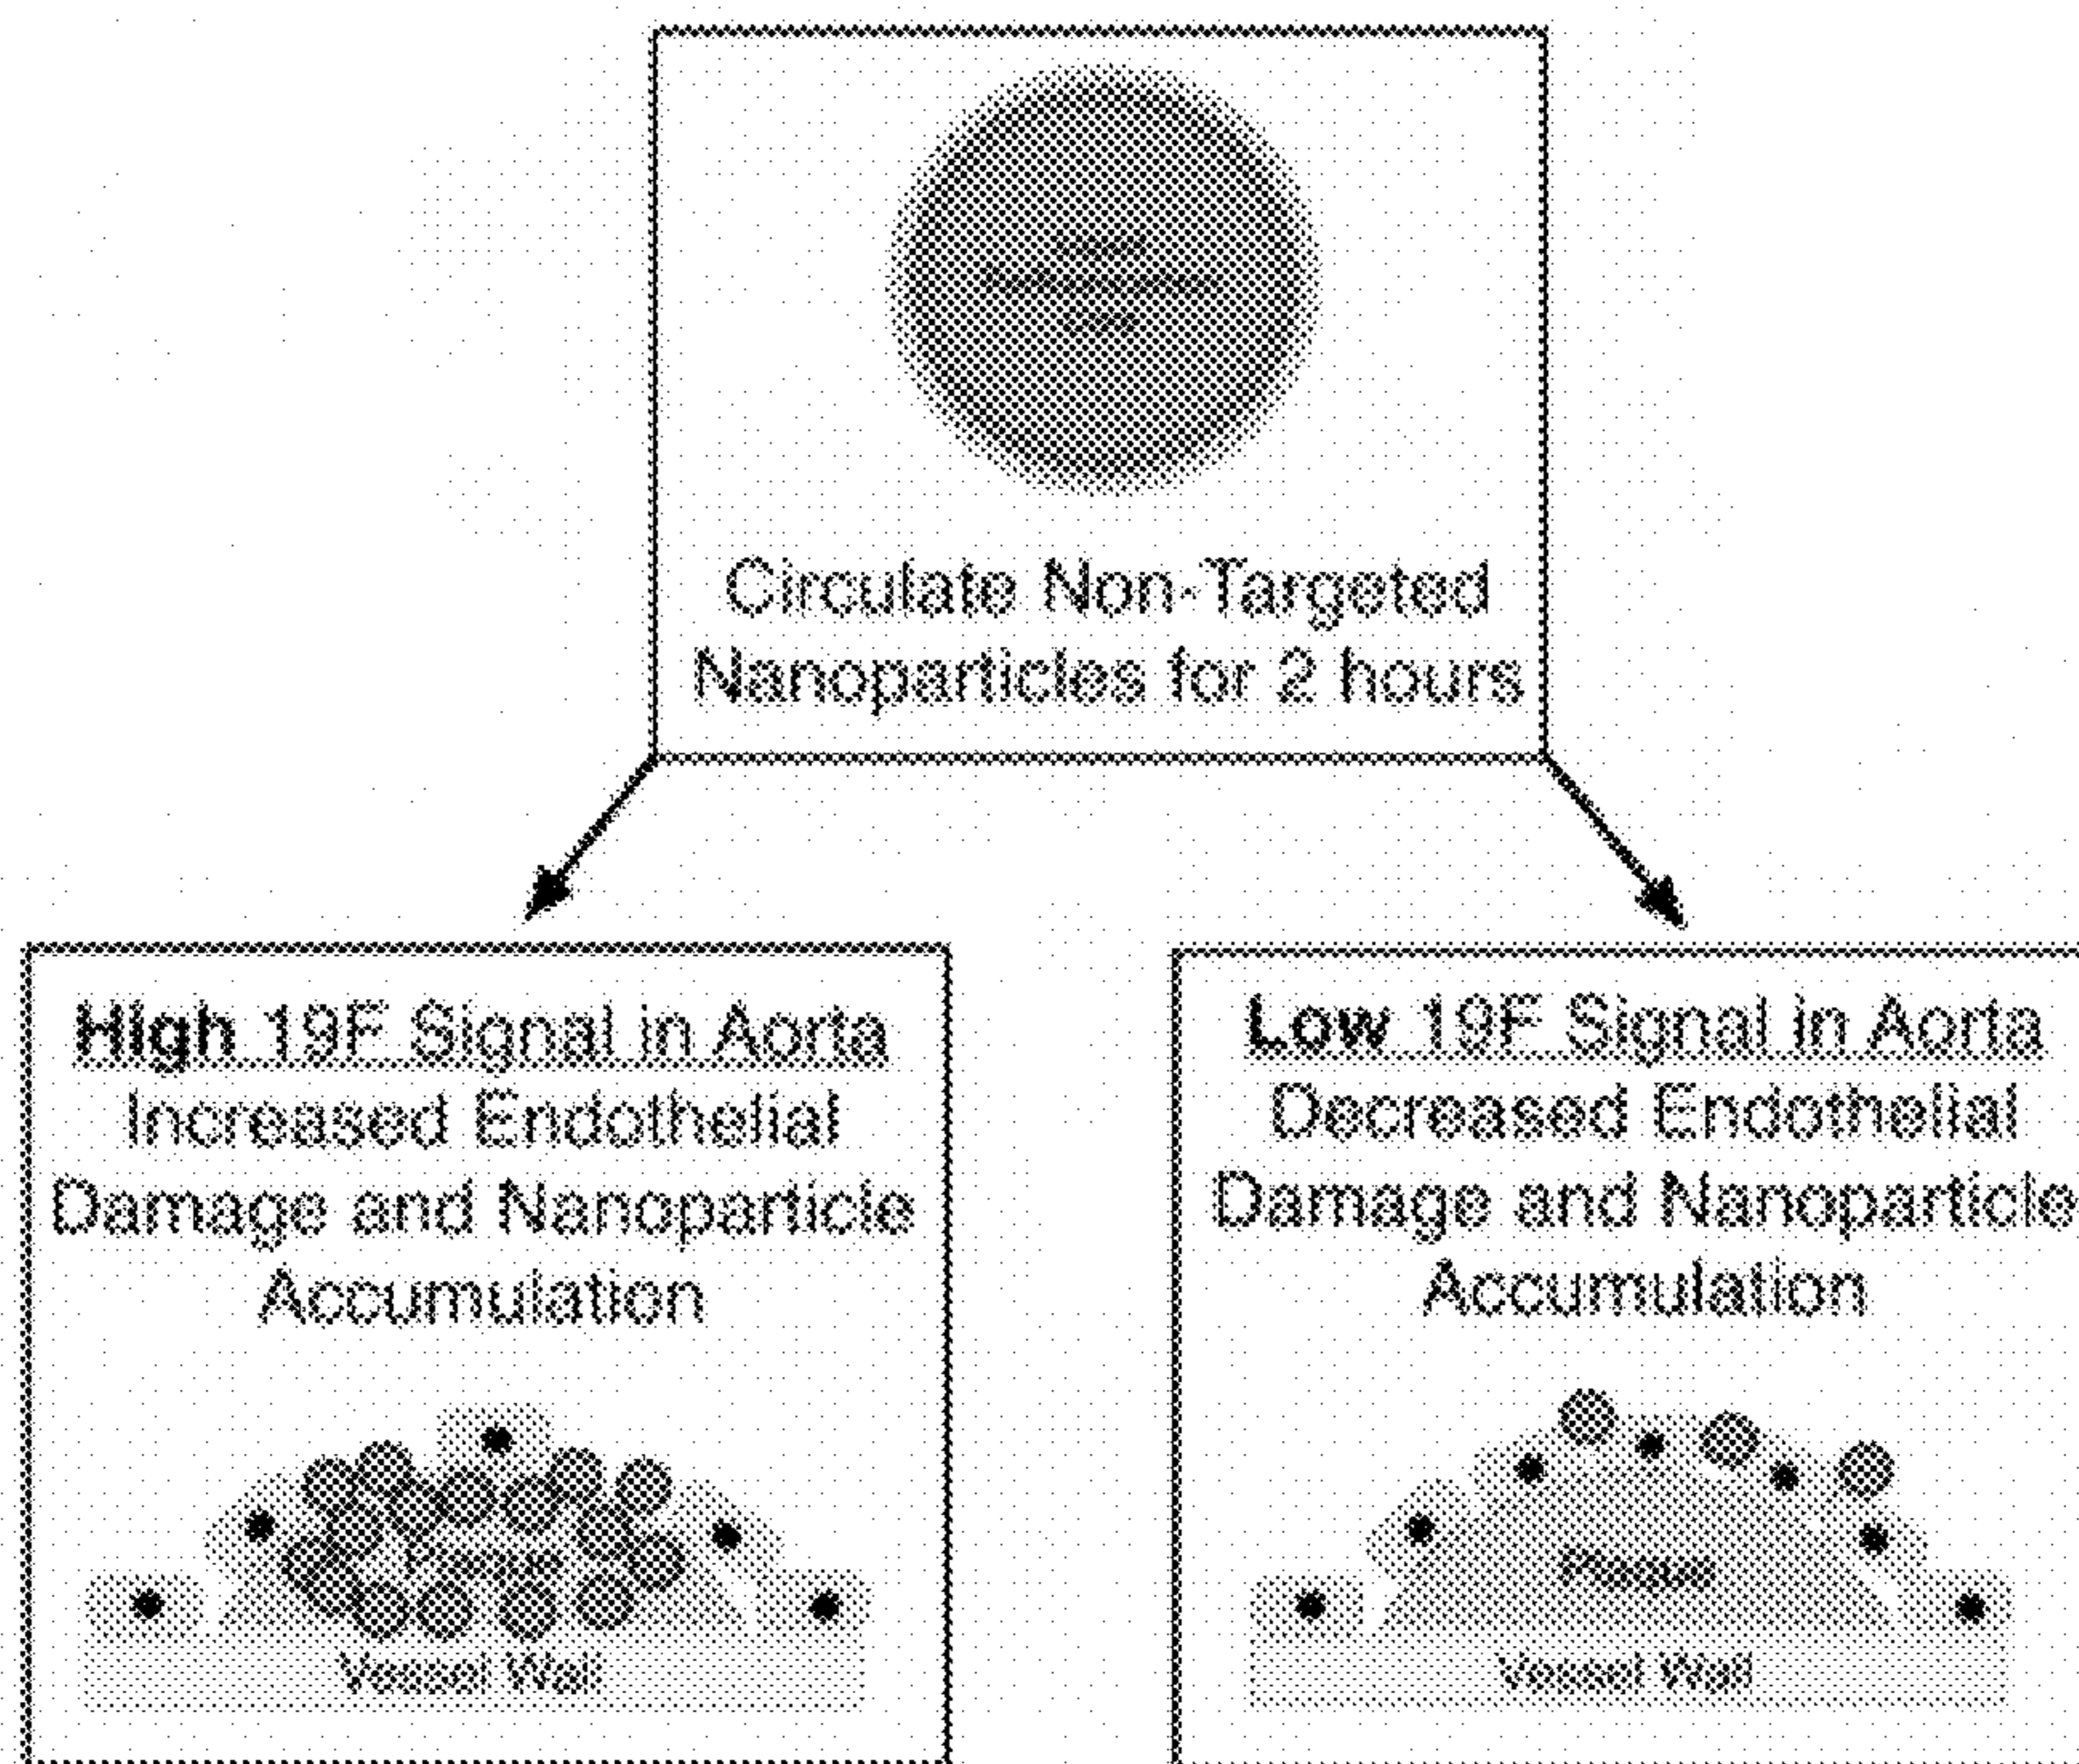 Circulate Non-Targeted
Nanoparticles for 2 hours
High 19F Signal in Aorta
Increased Endothelial
Damage and Nanoparticle
Accumulation
Vessel Wall
Low 19F Signal in Aorta
Decreased Endothelial
Damage and Nanoparticle
Accumulation
Plaque
Vessel Wall